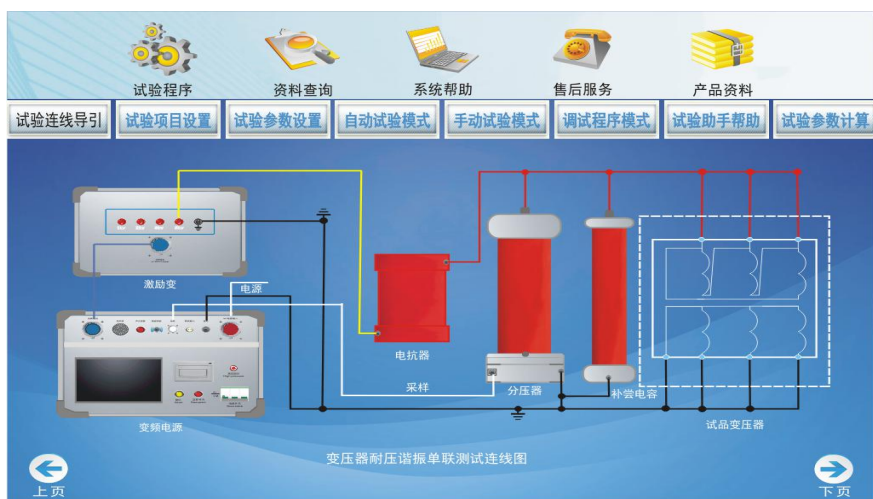 试验程序
资料查询
系统帮助
售后服务
产品资料
试验连线导引
试验项目设置
试验参数设置
自动试验模式
手动试验模式
调试程序模式
试验助手帮助
试验参数计算
激励变
电源
电抗器
采样
分压器
补尝电容
试品变压器
变频电源
变压器耐压谐振单联测试连线图
上页
下页